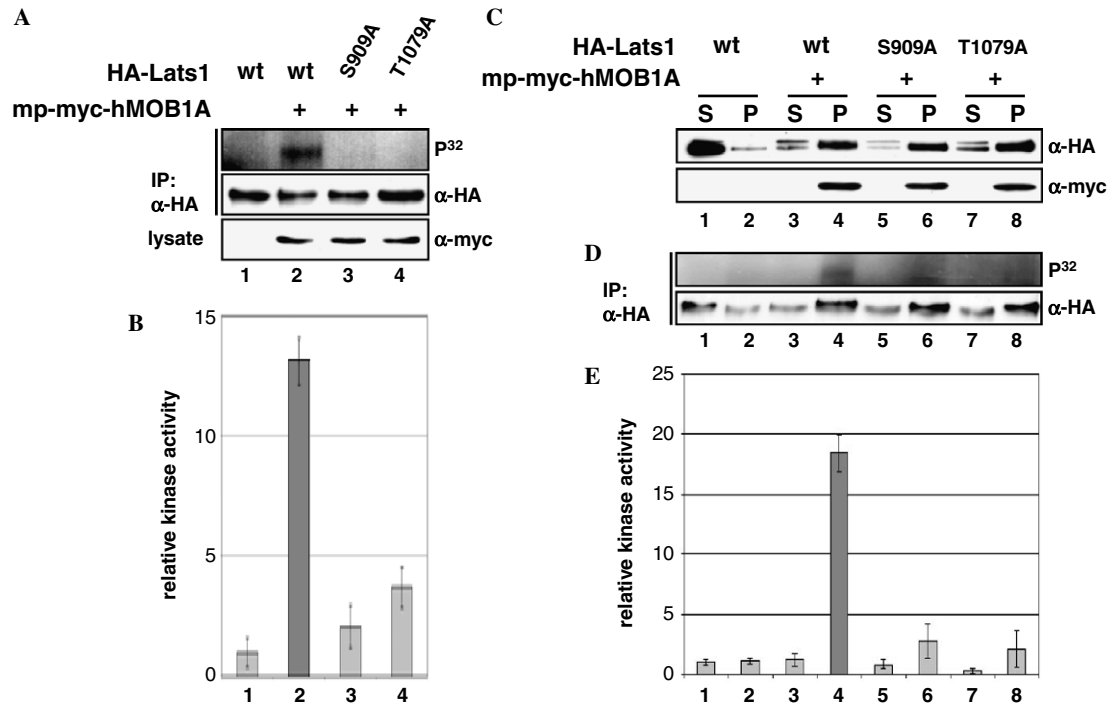 A
HA-Lats1 wt wt S909A T1079A
mp-myc-hMOB1A + + +
P³²
IP:
α-HA
α-HA
lysate α-myc
1 2 3 4
B
relative kinase activity
15
10
5
0
1 2 3 4
C
HA-Lats1 wt wt S909A T1079A
mp-myc-hMOB1A + + +
S P S P S P S P
α-HA
α-myc
1 2 3 4 5 6 7 8
D
P³²
IP:
α-HA
α-HA
1 2 3 4 5 6 7 8
E
relative kinase activity
25
20
15
10
5
0
1 2 3 4 5 6 7 8